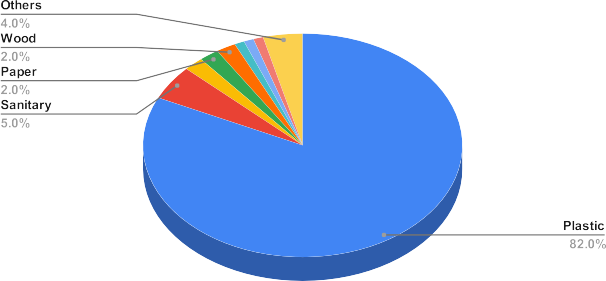 Others
4.0%
Wood
2.0%
Paper
2.0%
Sanitary
5.0%
Plastic
82.0%